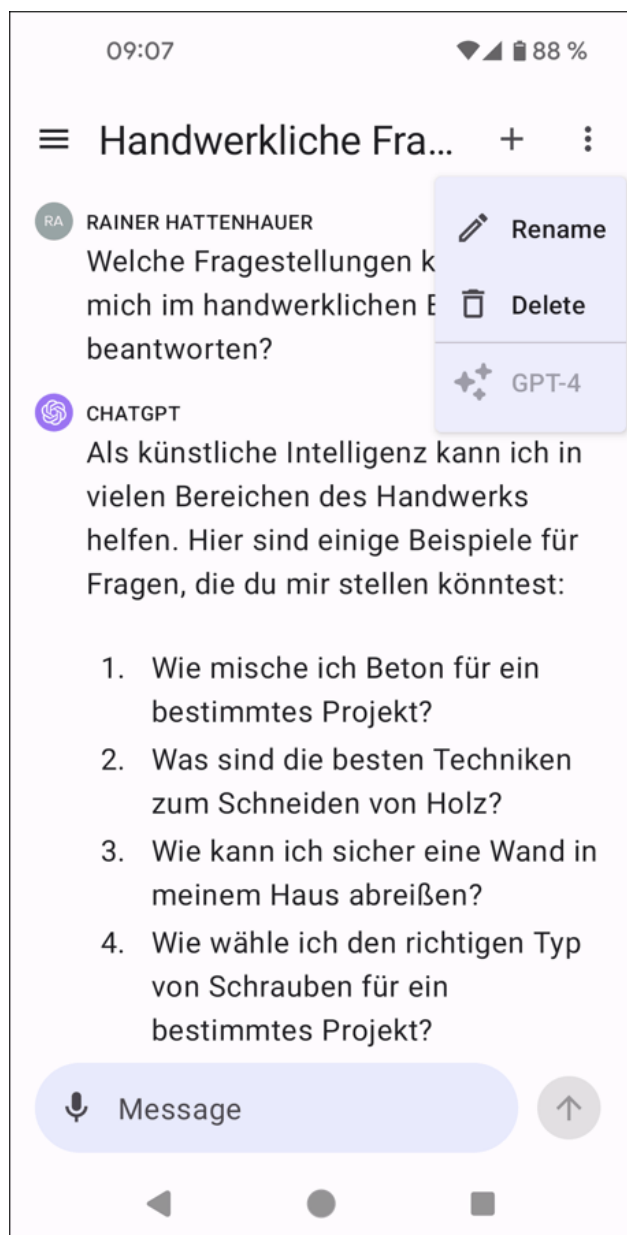 09:07 88 %
Handwerkliche Fra...
RA RAINER HATTENHAUER
Welche Fragestellungen k
mich im handwerklichen
beantworten?
Rename
Delete
GPT-4
CHATGPT
Als künstliche Intelligenz kann ich in
vielen Bereichen des Handwerks
helfen. Hier sind einige Beispiele für
Fragen, die du mir stellen könntest:
1. Wie mische ich Beton für ein
bestimmtes Projekt?
2. Was sind die besten Techniken
zum Schneiden von Holz?
3. Wie kann ich sicher eine Wand in
meinem Haus abreißen?
4. Wie wähle ich den richtigen Typ
von Schrauben für ein
bestimmtes Projekt?
Message